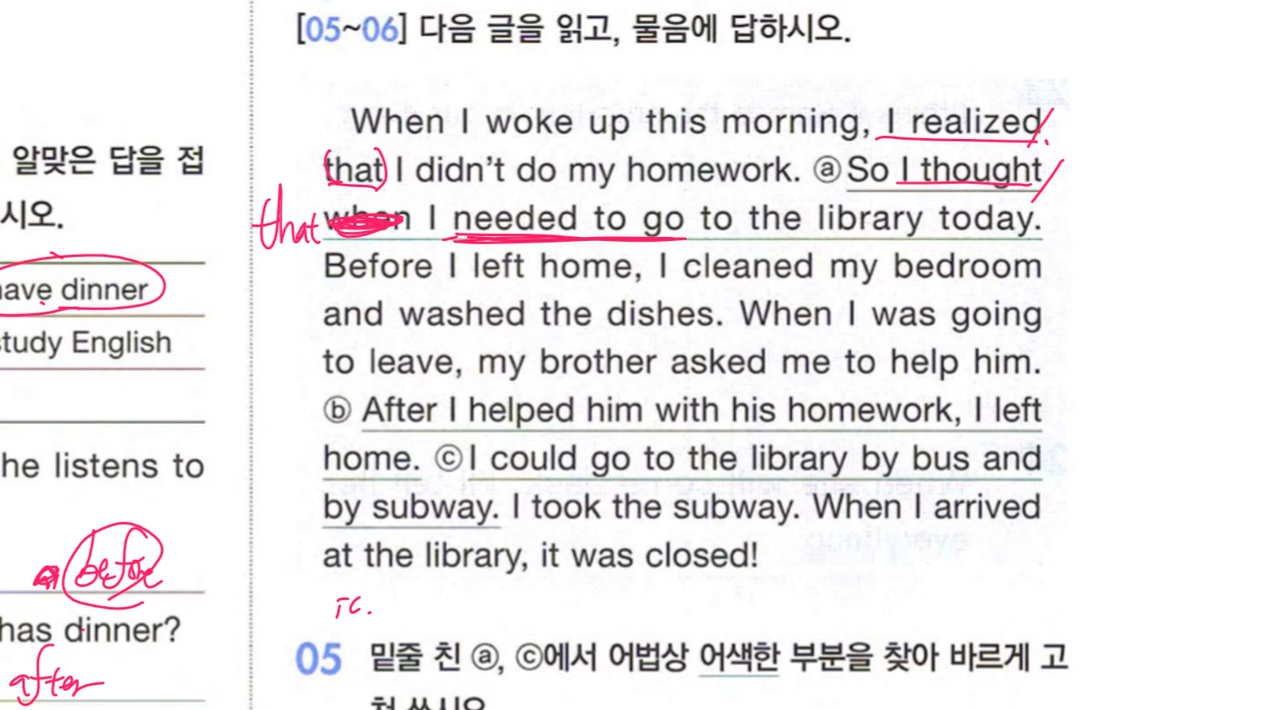 알맞은 답을 접
시오.
have dinner
study English
he listens to
before
has dinner?
after
[05~06] 다음 글을 읽고, 물음에 답하시오.
When I woke up this morning, I realized
that I didn't do my homework. ⓐ So I thought
that when I needed to go to the library today.
Before I left home, I cleaned my bedroom
and washed the dishes. When I was going
to leave, my brother asked me to help him.
ⓑ After I helped him with his homework, I left
home. ⓒ I could go to the library by bus and
by subway. I took the subway. When I arrived
at the library, it was closed!
05 밑줄 친 ⓐ, ⓒ에서 어법상 어색한 부분을 찾아 바르게 고
쳐 쓰시오